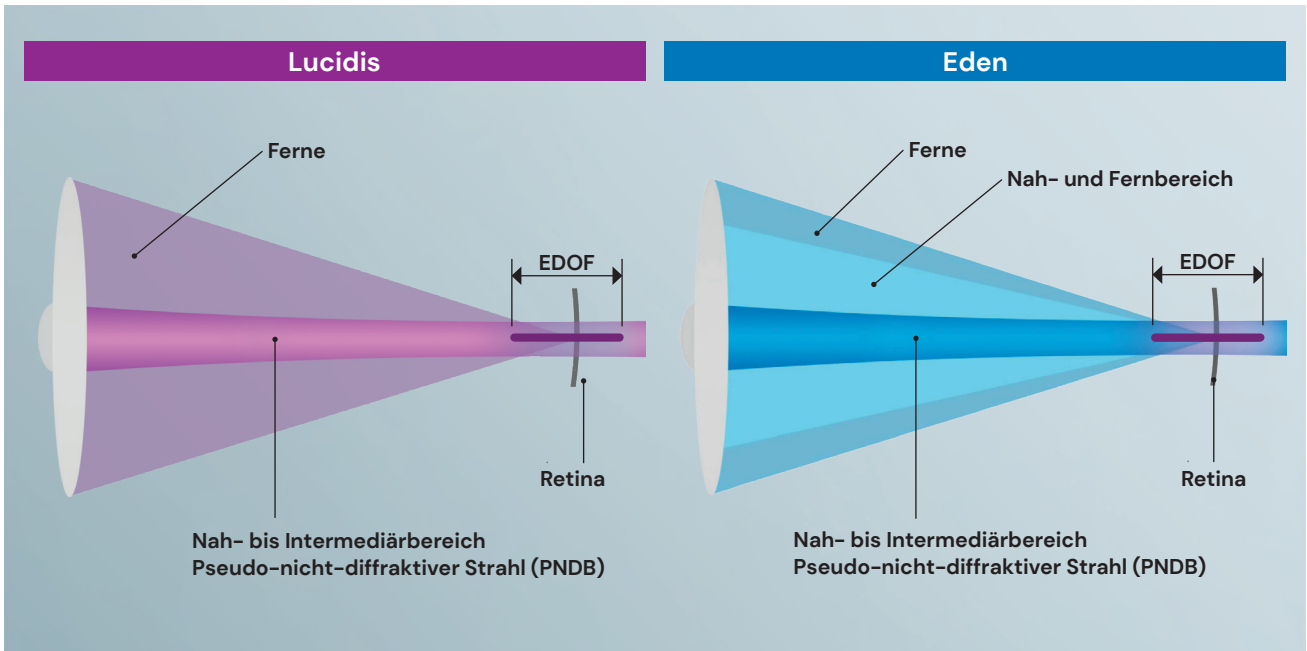 Lucidis
Ferne
EDOF
Retina
Nah- bis Intermediärbereich
Pseudo-nicht-diffraktiver Strahl (PNDB)
Eden
Ferne
Nah- und Fernbereich
EDOF
Retina
Nah- bis Intermediärbereich
Pseudo-nicht-diffraktiver Strahl (PNDB)